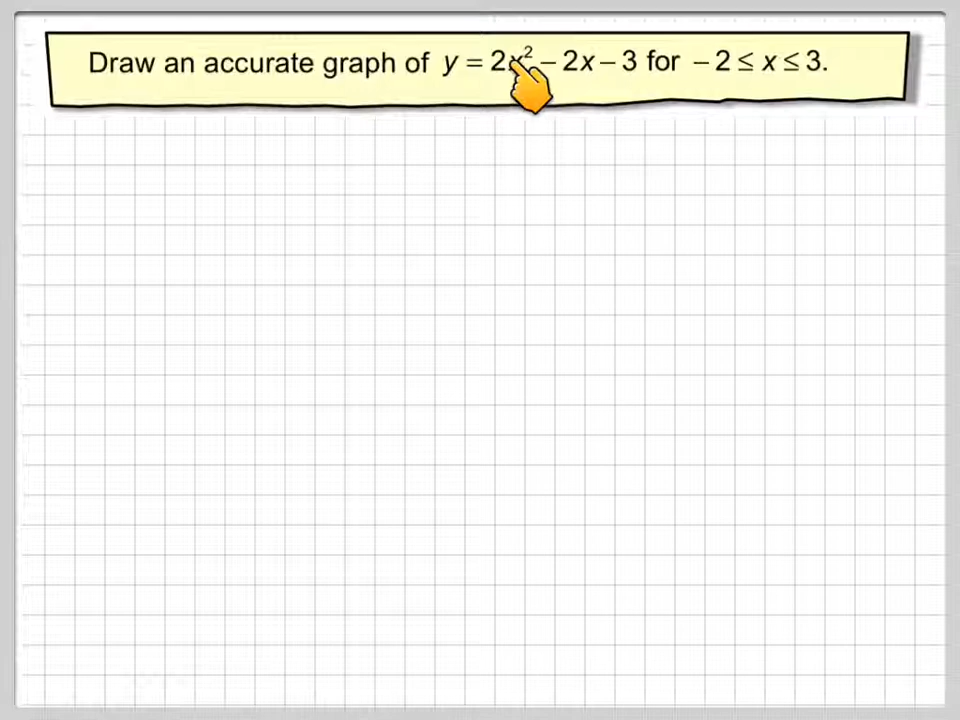 Draw an accurate graph of y = 2x² − 2x − 3 for − 2 ≤ x ≤ 3.